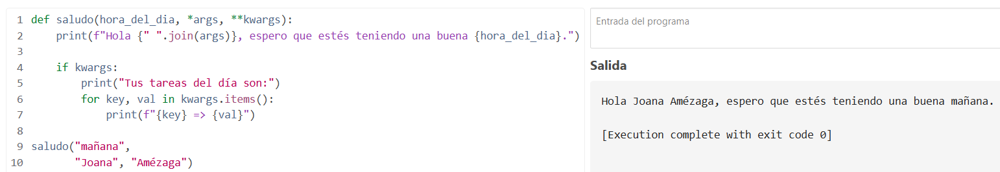 1 def saludo(hora_del_dia, *args, **kwargs):
2     print(f"Hola {" ".join(args)}, espero que estés teniendo una buena {hora_del_dia}.")
3
4     if kwargs:
5         print("Tus tareas del día son:")
6         for key, val in kwargs.items():
7             print(f"{key} => {val}")
8
9 saludo("mañana",
10        "Joana", "Amézaga")
Entrada del programa
Salida
Hola Joana Amézaga, espero que estés teniendo una buena mañana.
[Execution complete with exit code 0]